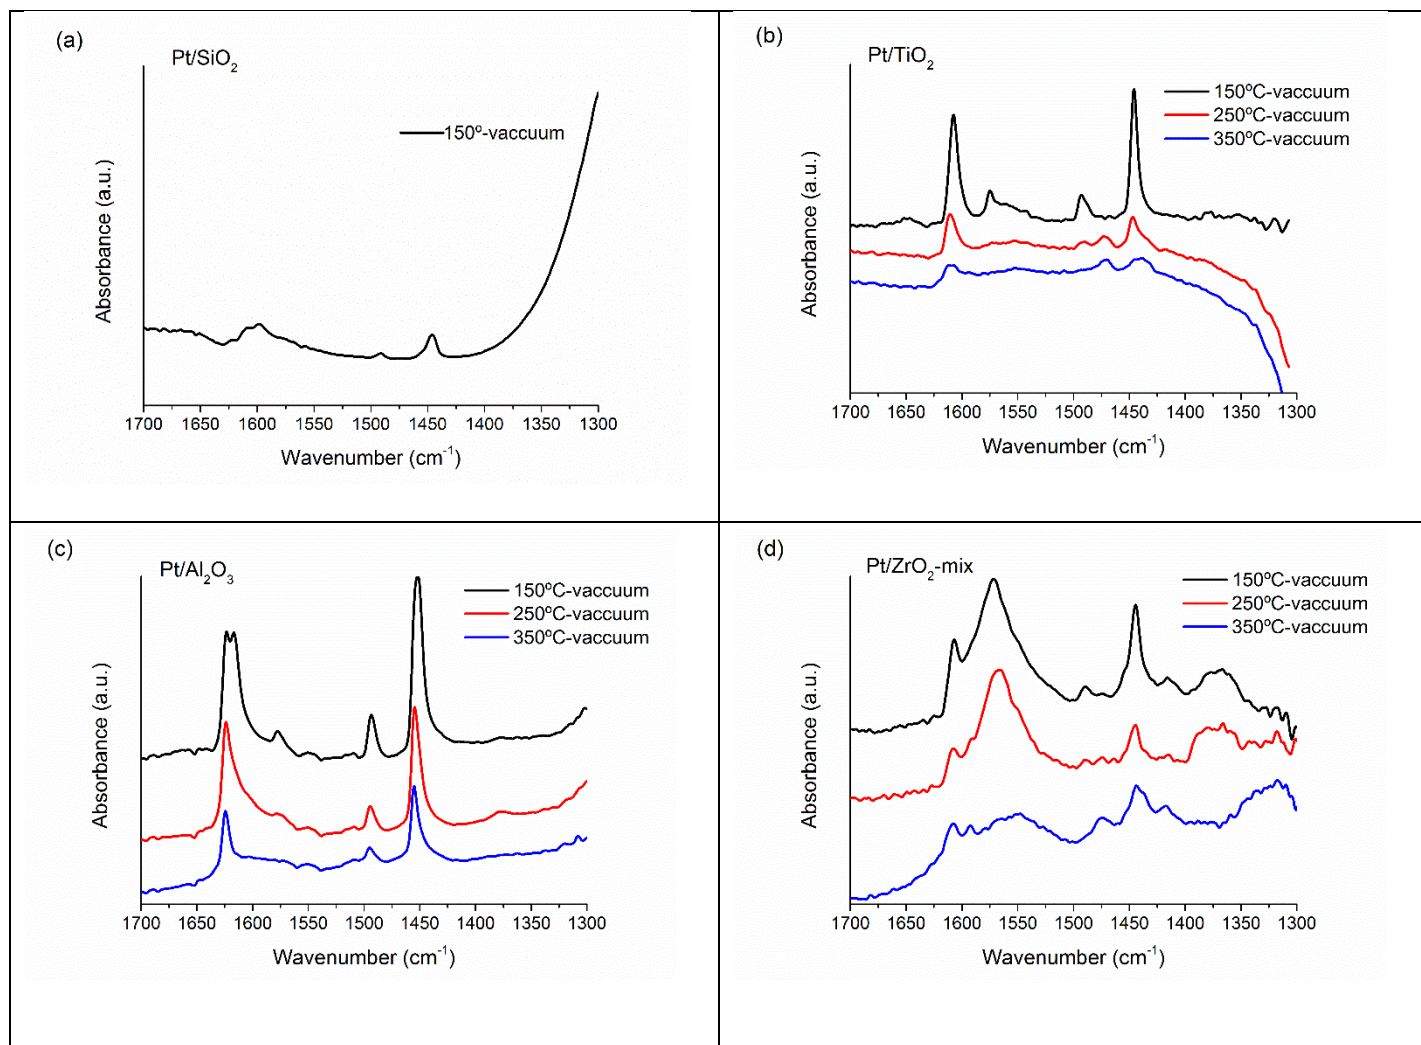 (a)
Pt/SiO₂
150º-vaccuum
Absorbance (a.u.)
1700 1650 1600 1550 1500 1450 1400 1350 1300
Wavenumber (cm⁻¹)
(b)
Pt/TiO₂
150ºC-vaccuum
250ºC-vaccuum
350ºC-vaccuum
Absorbance (a.u.)
1700 1650 1600 1550 1500 1450 1400 1350 1300
Wavenumber (cm⁻¹)
(c)
Pt/Al₂O₃
150ºC-vaccuum
250ºC-vaccuum
350ºC-vaccuum
Absorbance (a.u.)
1700 1650 1600 1550 1500 1450 1400 1350 1300
Wavenumber (cm⁻¹)
(d)
Pt/ZrO₂-mix
150ºC-vaccuum
250ºC-vaccuum
350ºC-vaccuum
Absorbance (a.u.)
1700 1650 1600 1550 1500 1450 1400 1350 1300
Wavenumber (cm⁻¹)